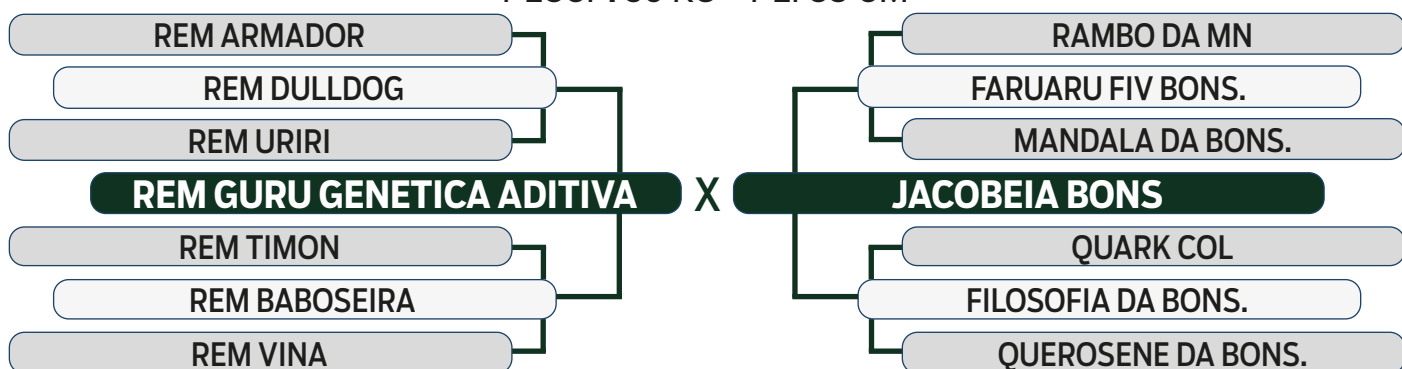 REM ARMADOR
REM DULLDOG
REM URIRI
REM GURU GENETICA ADITIVA X JACOBEIA BONS
REM TIMON
REM BABOSEIRA
REM VINA
RAMBO DA MN
FARUARU FIV BONS.
MANDALA DA BONS.
QUARK COL
FILOSOFIA DA BONS.
QUEROSENE DA BONS.